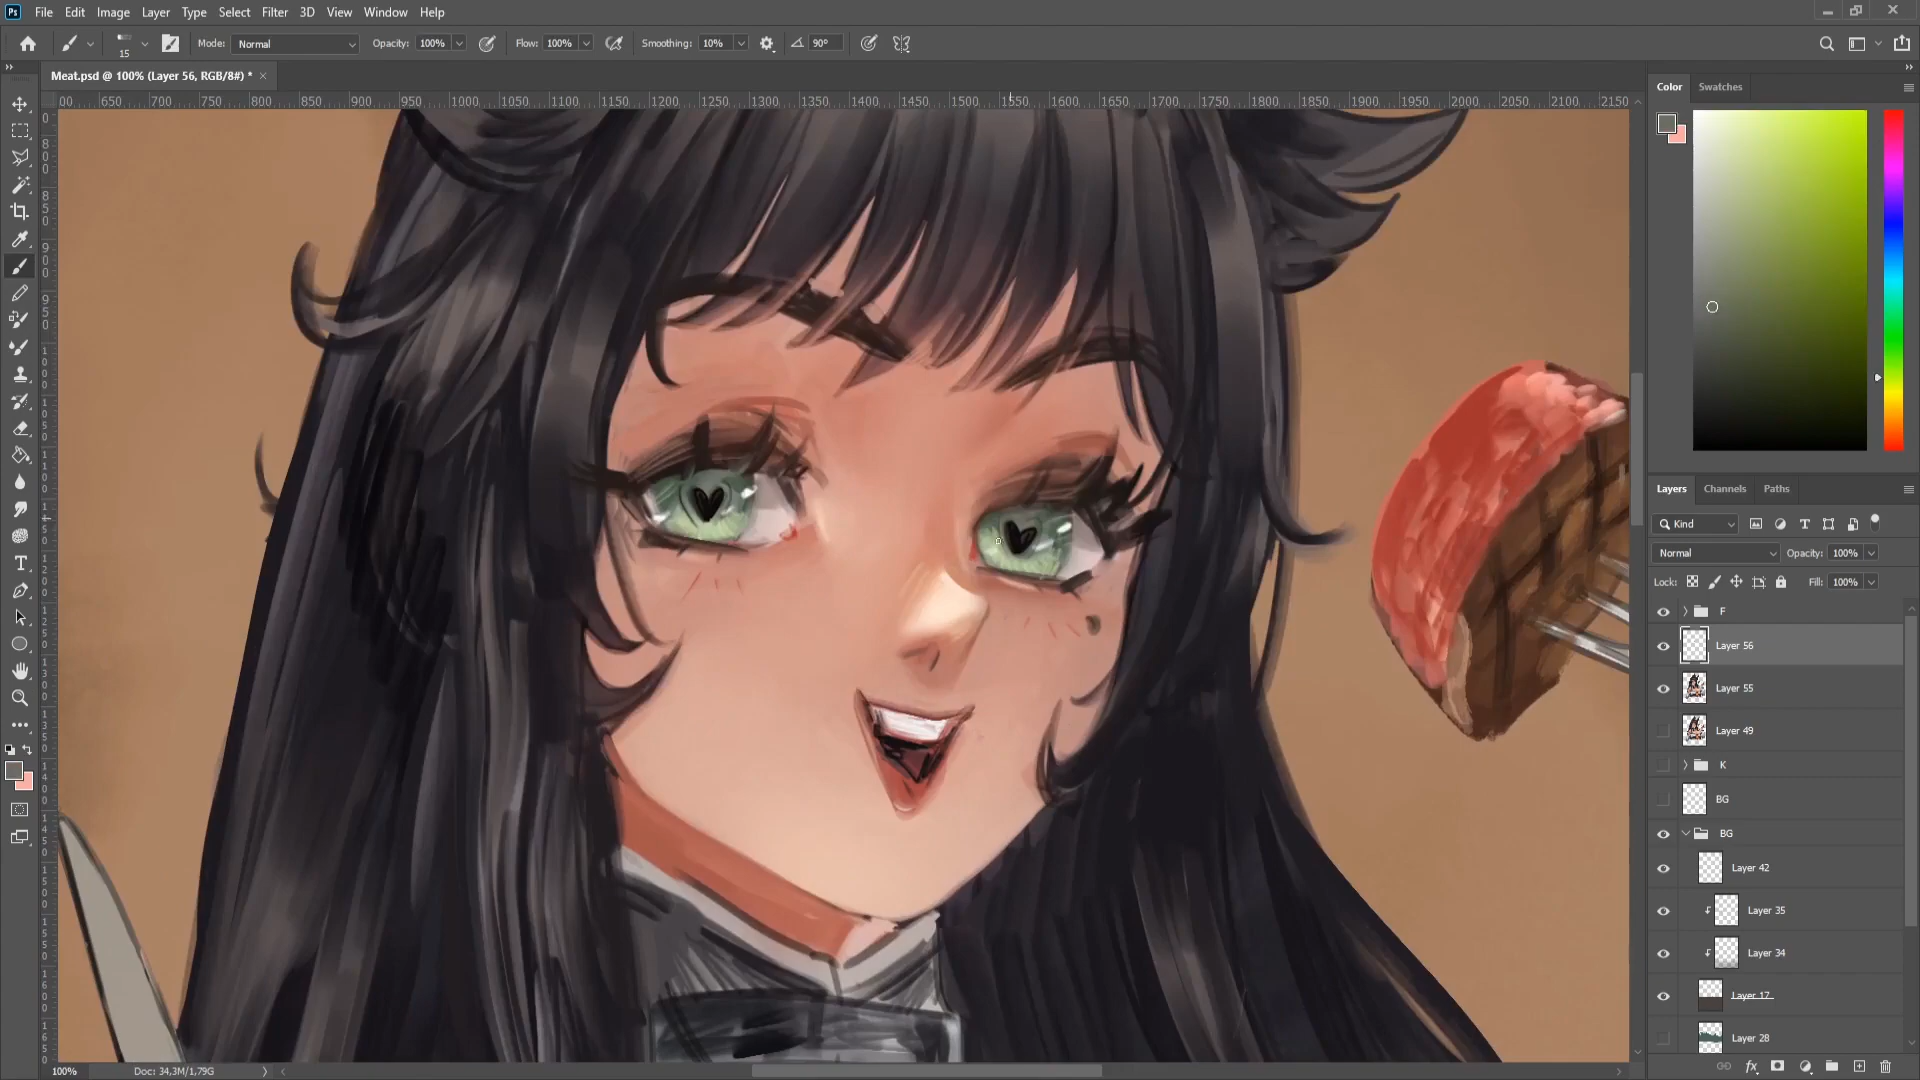 Ps File Edit Image Layer Type Select Filter 3D View Window Help
15 Mode: Normal Opacity: 100% Flow: 100% Smoothing: 10% 90°
Meat.psd @ 100% (Layer 56, RGB/8#) *
650 700 750 800 850 900 950 1000 1050 1100 1150 1200 1250 1300 1350 1400 1450 1500 1550 1600 1650 1700 1750 1800 1850 1900 1950 2000 2050 2100 2150
Color Swatches
Layers Channels Paths
Kind
Normal Opacity: 100%
Lock: Fill: 100%
F
Layer 56
Layer 55
Layer 49
K
BG
BG
Layer 42
Layer 35
Layer 34
Layer 17
Layer 28
100% Doc: 34,3M/1,79G